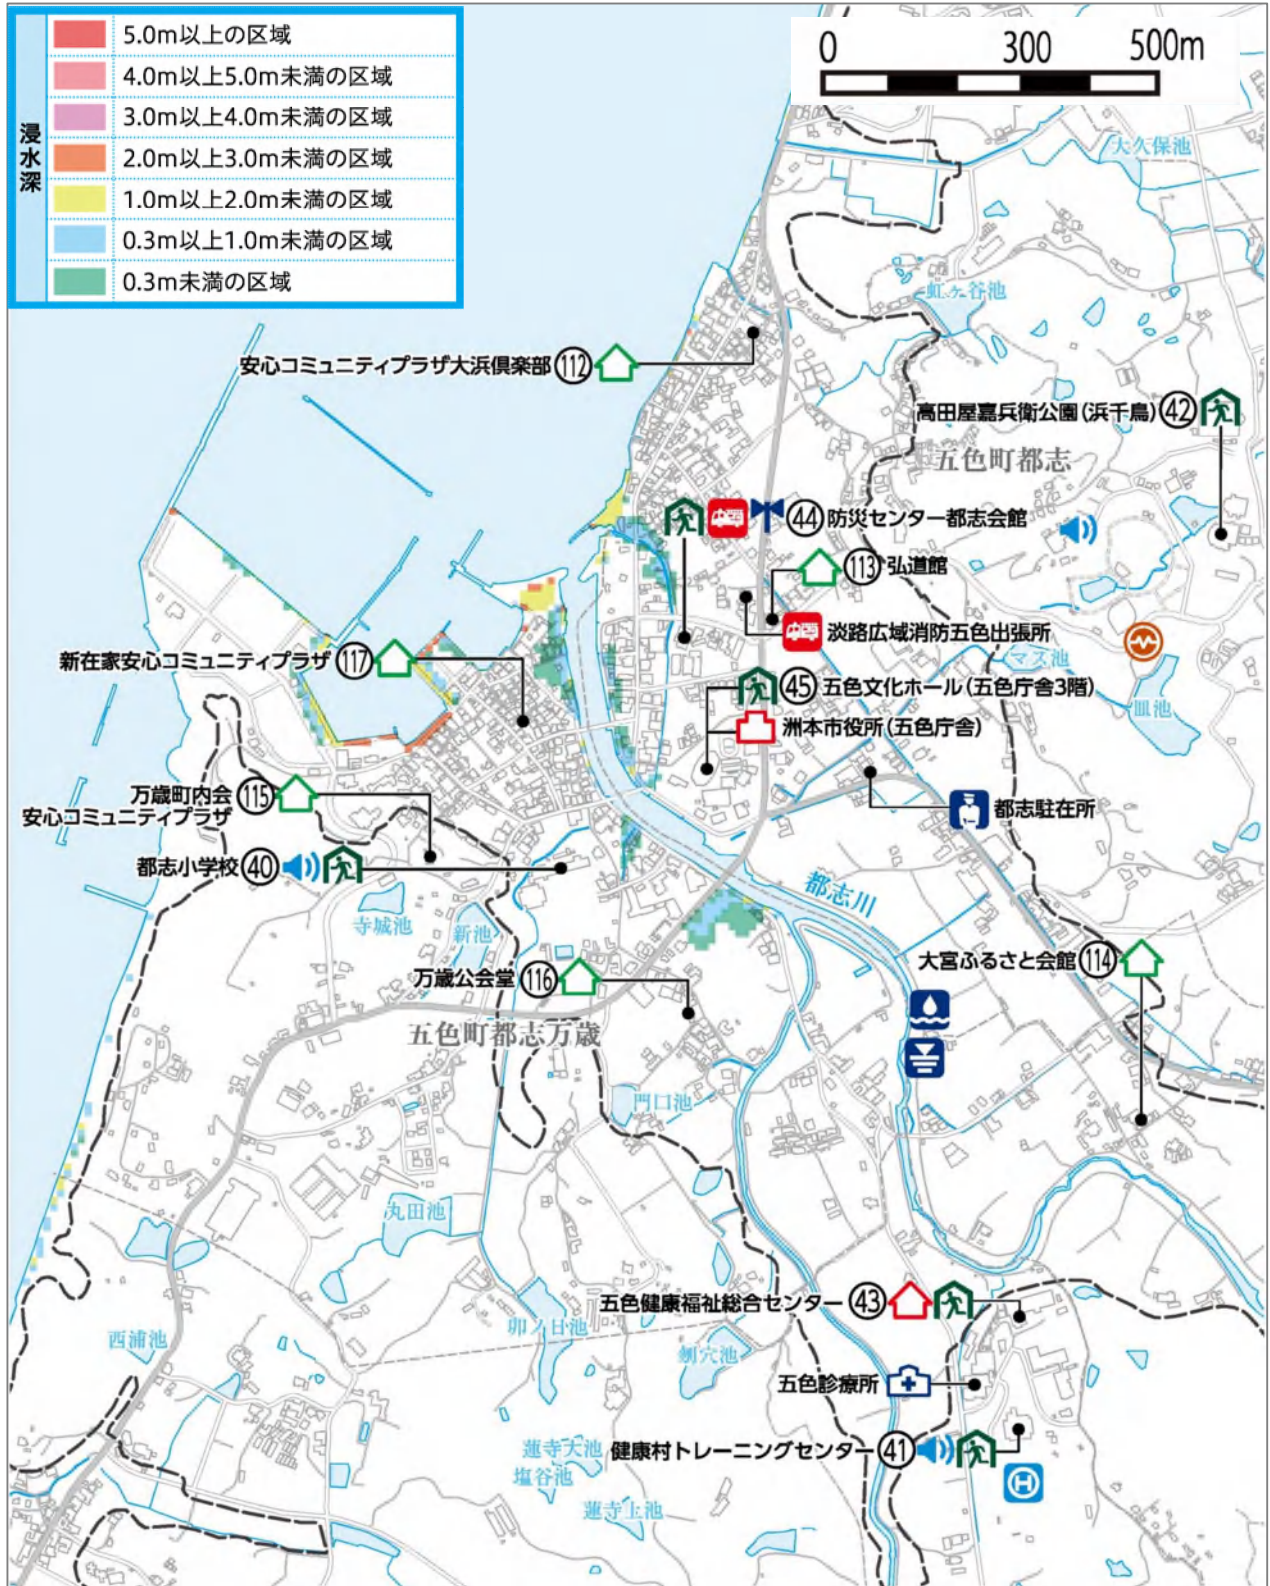 浸水深
5.0m以上の区域
4.0m以上5.0m未満の区域
3.0m以上4.0m未満の区域
2.0m以上3.0m未満の区域
1.0m以上2.0m未満の区域
0.3m以上1.0m未満の区域
0.3m未満の区域
0 300 500m
大久保池
虹ヶ谷池
安心コミュニティプラザ大浜倶楽部 112
高田屋嘉兵衛公園(浜千鳥) 42
五色町都志
44 防災センター都志会館
113 弘道館
淡路広域消防五色出張所
マス池
新在家安心コミュニティプラザ 117
45 五色文化ホール(五色庁舎3階)
皿池
洲本市役所(五色庁舎)
万歳町内会
安心コミュニティプラザ
115
都志駐在所
都志小学校 40
都志川
寺城池
新池
大宮ふるさと会館 114
万歳公会堂 116
五色町都志万歳
門口池
丸田池
五色健康福祉総合センター 43
西浦池
卯ノ日池
剜穴池
五色診療所
蓮寺大池
健康村トレーニングセンター 41
塩谷池
H
蓮寺上池